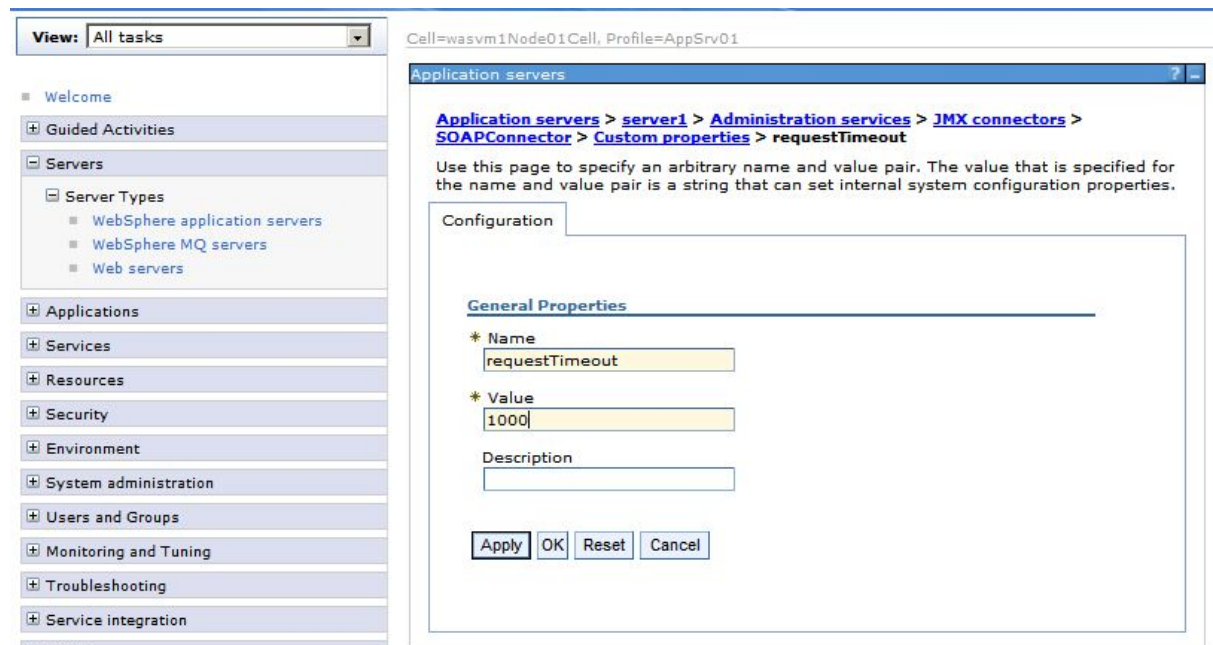 View: All tasks
Cell=wasvm1Node01Cell, Profile=AppSrv01
Welcome
Guided Activities
Servers
Server Types
WebSphere application servers
WebSphere MQ servers
Web servers
Applications
Services
Resources
Security
Environment
System administration
Users and Groups
Monitoring and Tuning
Troubleshooting
Service integration
Application servers ? -
Application servers > server1 > Administration services > JMX connectors >
SOAPConnector > Custom properties > requestTimeout
Use this page to specify an arbitrary name and value pair. The value that is specified for
the name and value pair is a string that can set internal system configuration properties.
Configuration
General Properties
* Name
requestTimeout
* Value
1000
Description
Apply OK Reset Cancel